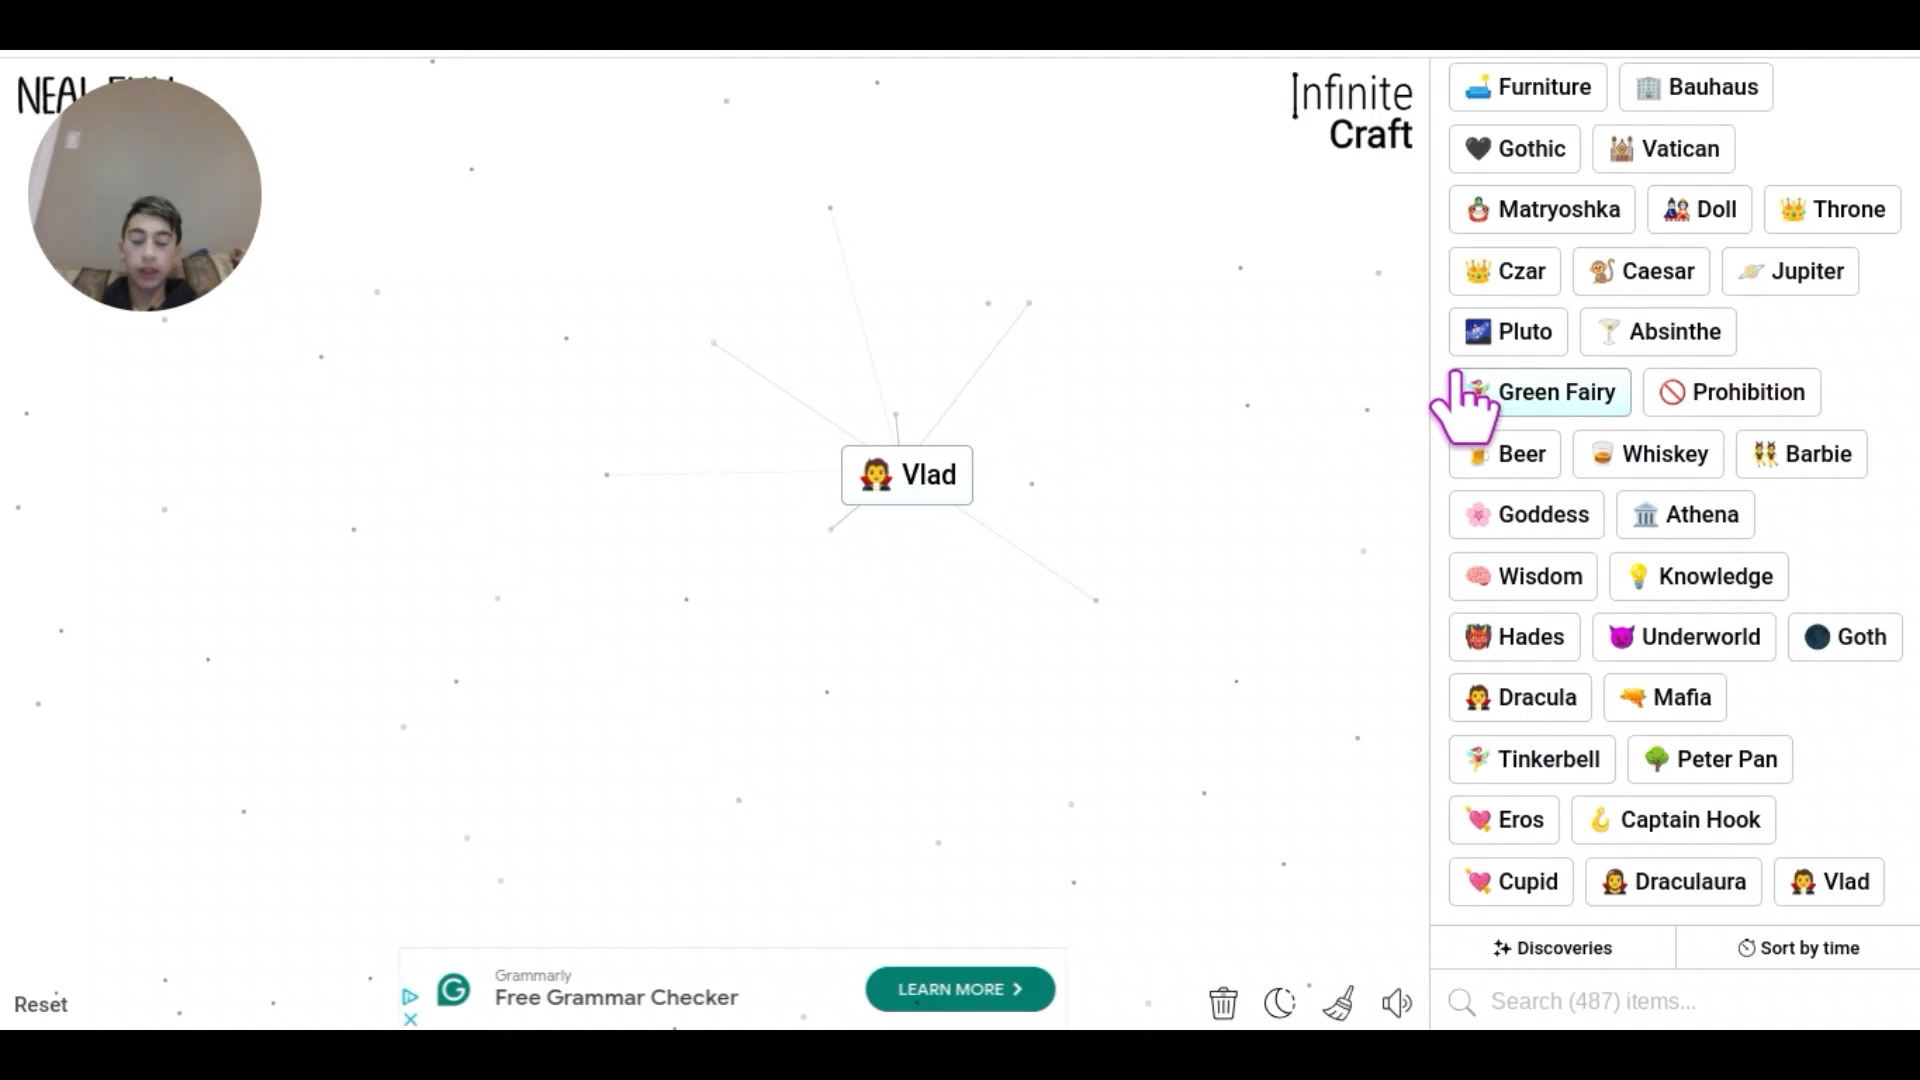 Infinite
Craft
Furniture
Bauhaus
Gothic
Vatican
Matryoshka
Doll
Throne
Czar
Caesar
Jupiter
Pluto
Absinthe
Green Fairy
Prohibition
Beer
Whiskey
Barbie
Goddess
Athena
Wisdom
Knowledge
Hades
Underworld
Goth
Dracula
Mafia
Tinkerbell
Peter Pan
Eros
Captain Hook
Cupid
Draculaura
Vlad
Vlad
Discoveries
Sort by time
Search (487) items...
Grammarly
Free Grammar Checker
LEARN MORE
Reset